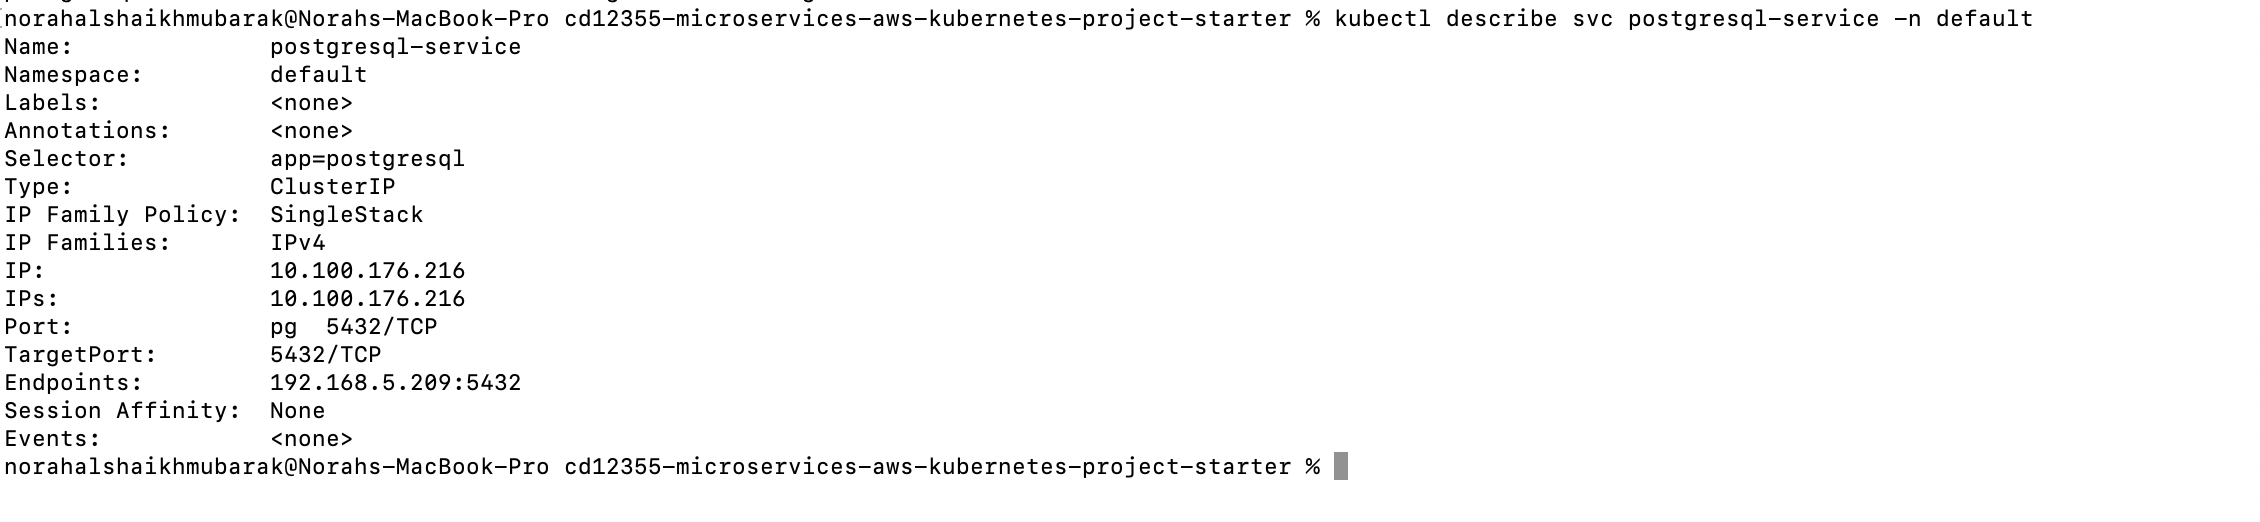 norahalshaikhmubarak@Norahs-MacBook-Pro cd12355-microservices-aws-kubernetes-project-starter % kubectl describe svc postgresql-service -n default
Name:              postgresql-service
Namespace:         default
Labels:            <none>
Annotations:       <none>
Selector:          app=postgresql
Type:              ClusterIP
IP Family Policy:  SingleStack
IP Families:       IPv4
IP:                10.100.176.216
IPs:               10.100.176.216
Port:              pg  5432/TCP
TargetPort:        5432/TCP
Endpoints:         192.168.5.209:5432
Session Affinity:  None
Events:            <none>
norahalshaikhmubarak@Norahs-MacBook-Pro cd12355-microservices-aws-kubernetes-project-starter %